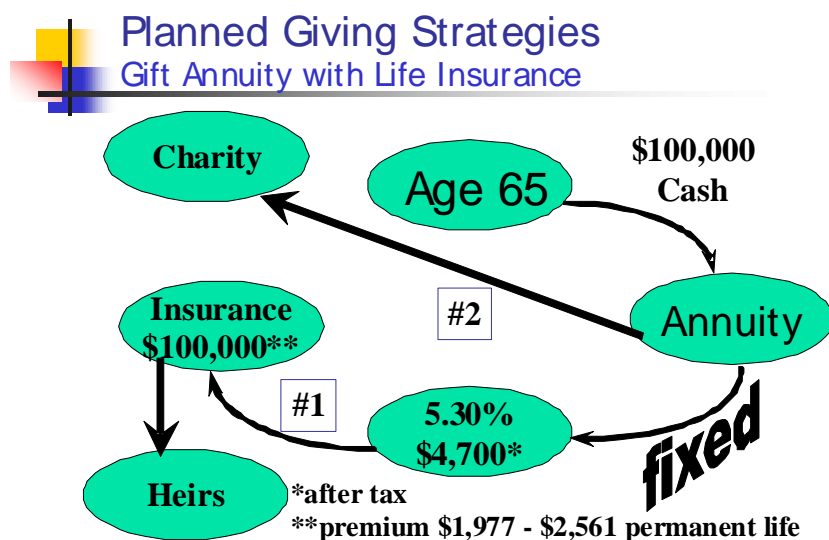 Planned Giving Strategies
Gift Annuity with Life Insurance
Charity
Age 65
$100,000
Cash
Insurance
$100,000**
#2
Annuity
#1
5.30%
$4,700*
fixed
Heirs
*after tax
**premium $1,977 - $2,561 permanent life